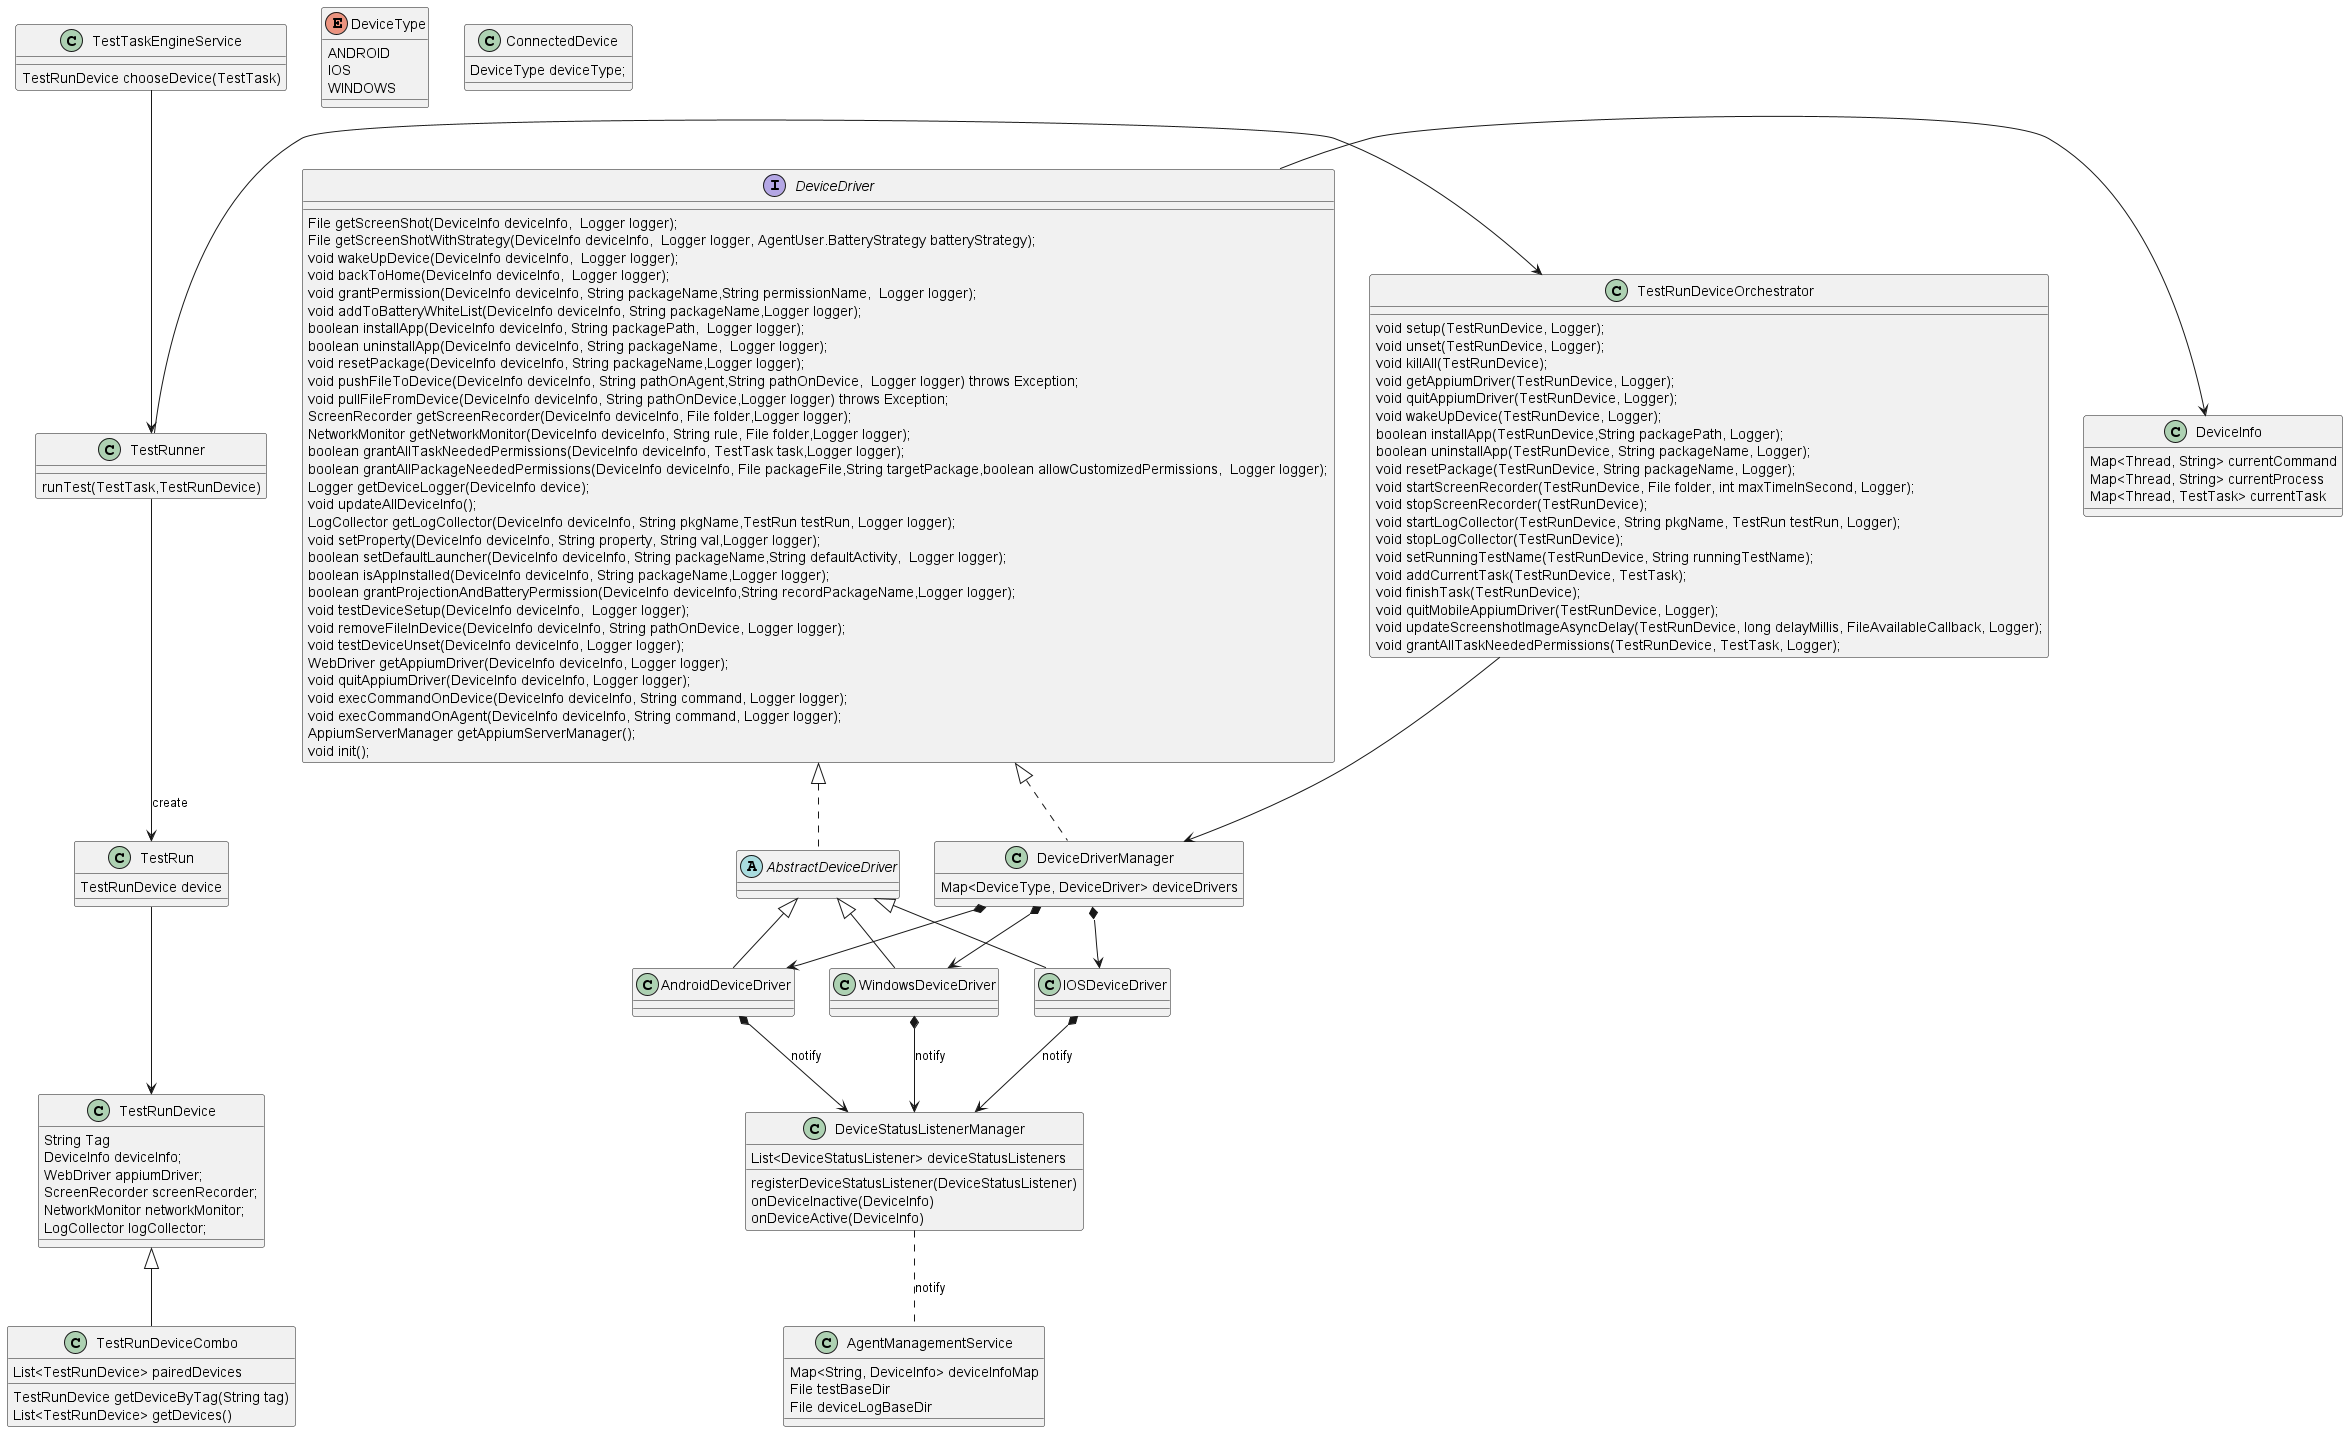 C TestTaskEngineService
TestRunDevice chooseDevice(TestTask)
E DeviceType
ANDROID
IOS
WINDOWS
C ConnectedDevice
DeviceType deviceType;
I DeviceDriver
File getScreenShot(DeviceInfo deviceInfo,  Logger logger);
File getScreenShotWithStrategy(DeviceInfo deviceInfo,  Logger logger, AgentUser.BatteryStrategy batteryStrategy);
void wakeUpDevice(DeviceInfo deviceInfo,  Logger logger);
void backToHome(DeviceInfo deviceInfo,  Logger logger);
void grantPermission(DeviceInfo deviceInfo, String packageName,String permissionName,  Logger logger);
void addToBatteryWhiteList(DeviceInfo deviceInfo, String packageName,Logger logger);
boolean installApp(DeviceInfo deviceInfo, String packagePath,  Logger logger);
boolean uninstallApp(DeviceInfo deviceInfo, String packageName,  Logger logger);
void resetPackage(DeviceInfo deviceInfo, String packageName,Logger logger);
void pushFileToDevice(DeviceInfo deviceInfo, String pathOnAgent,String pathOnDevice,  Logger logger) throws Exception;
void pullFileFromDevice(DeviceInfo deviceInfo, String pathOnDevice,Logger logger) throws Exception;
ScreenRecorder getScreenRecorder(DeviceInfo deviceInfo, File folder,Logger logger);
NetworkMonitor getNetworkMonitor(DeviceInfo deviceInfo, String rule, File folder,Logger logger);
boolean grantAllTaskNeededPermissions(DeviceInfo deviceInfo, TestTask task,Logger logger);
boolean grantAllPackageNeededPermissions(DeviceInfo deviceInfo, File packageFile,String targetPackage,boolean allowCustomizedPermissions,  Logger logger);
Logger getDeviceLogger(DeviceInfo device);
void updateAllDeviceInfo();
LogCollector getLogCollector(DeviceInfo deviceInfo, String pkgName,TestRun testRun, Logger logger);
void setProperty(DeviceInfo deviceInfo, String property, String val,Logger logger);
boolean setDefaultLauncher(DeviceInfo deviceInfo, String packageName,String defaultActivity,  Logger logger);
boolean isAppInstalled(DeviceInfo deviceInfo, String packageName,Logger logger);
boolean grantProjectionAndBatteryPermission(DeviceInfo deviceInfo,String recordPackageName,Logger logger);
void testDeviceSetup(DeviceInfo deviceInfo,  Logger logger);
void removeFileInDevice(DeviceInfo deviceInfo, String pathOnDevice, Logger logger);
void testDeviceUnset(DeviceInfo deviceInfo, Logger logger);
WebDriver getAppiumDriver(DeviceInfo deviceInfo, Logger logger);
void quitAppiumDriver(DeviceInfo deviceInfo, Logger logger);
void execCommandOnDevice(DeviceInfo deviceInfo, String command, Logger logger);
void execCommandOnAgent(DeviceInfo deviceInfo, String command, Logger logger);
AppiumServerManager getAppiumServerManager();
void init();
C TestRunDeviceOrchestrator
void setup(TestRunDevice, Logger);
void unset(TestRunDevice, Logger);
void killAll(TestRunDevice);
void getAppiumDriver(TestRunDevice, Logger);
void quitAppiumDriver(TestRunDevice, Logger);
void wakeUpDevice(TestRunDevice, Logger);
boolean installApp(TestRunDevice,String packagePath, Logger);
boolean uninstallApp(TestRunDevice, String packageName, Logger);
void resetPackage(TestRunDevice, String packageName, Logger);
void startScreenRecorder(TestRunDevice, File folder, int maxTimeInSecond, Logger);
void stopScreenRecorder(TestRunDevice);
void startLogCollector(TestRunDevice, String pkgName, TestRun testRun, Logger);
void stopLogCollector(TestRunDevice);
void setRunningTestName(TestRunDevice, String runningTestName);
void addCurrentTask(TestRunDevice, TestTask);
void finishTask(TestRunDevice);
void quitMobileAppiumDriver(TestRunDevice, Logger);
void updateScreenshotImageAsyncDelay(TestRunDevice, long delayMillis, FileAvailableCallback, Logger);
void grantAllTaskNeededPermissions(TestRunDevice, TestTask, Logger);
C DeviceInfo
Map<Thread, String> currentCommand
Map<Thread, String> currentProcess
Map<Thread, TestTask> currentTask
C TestRunner
runTest(TestTask,TestRunDevice)
create
C TestRun
TestRunDevice device
A AbstractDeviceDriver
C DeviceDriverManager
Map<DeviceType, DeviceDriver> deviceDrivers
C AndroidDeviceDriver
C WindowsDeviceDriver
C IOSDeviceDriver
notify
notify
notify
C TestRunDevice
String Tag
DeviceInfo deviceInfo;
WebDriver appiumDriver;
ScreenRecorder screenRecorder;
NetworkMonitor networkMonitor;
LogCollector logCollector;
C DeviceStatusListenerManager
List<DeviceStatusListener> deviceStatusListeners
registerDeviceStatusListener(DeviceStatusListener)
onDeviceInactive(DeviceInfo)
onDeviceActive(DeviceInfo)
notify
C TestRunDeviceCombo
List<TestRunDevice> pairedDevices
TestRunDevice getDeviceByTag(String tag)
List<TestRunDevice> getDevices()
C AgentManagementService
Map<String, DeviceInfo> deviceInfoMap
File testBaseDir
File deviceLogBaseDir